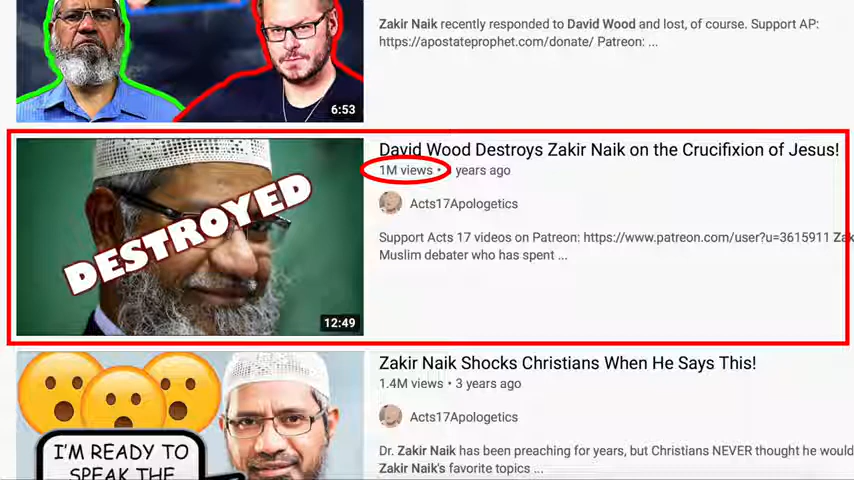 Zakir Naik recently responded to David Wood and lost, of course. Support AP:
https://apostateprophet.com/donate/ Patreon: ...
6:53
David Wood Destroys Zakir Naik on the Crucifixion of Jesus!
1M views • years ago
Acts17Apologetics
DESTROYED
Support Acts 17 videos on Patreon: https://www.patreon.com/user?u=3615911 Zak
Muslim debater who has spent ...
12:49
Zakir Naik Shocks Christians When He Says This!
1.4M views • 3 years ago
Acts17Apologetics
Dr. Zakir Naik has been preaching for years, but Christians NEVER thought he would
Zakir Naik's favorite topics ...
I'M READY TO
SPEAK THE